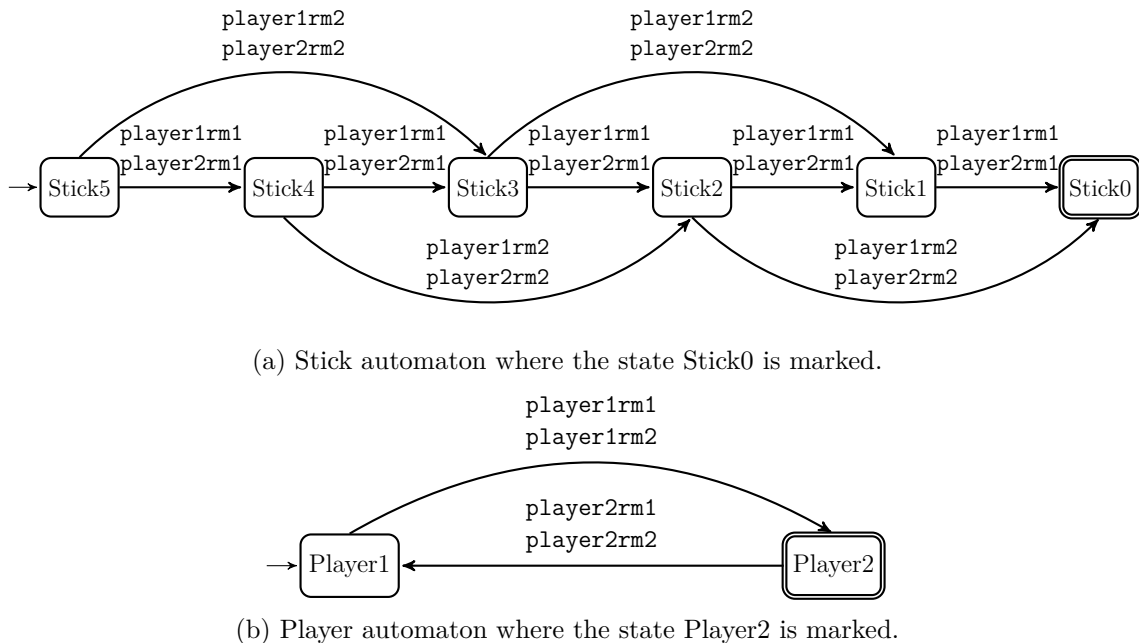 player1rm2
player2rm2
player1rm2
player2rm2
player1rm1
player2rm1
player1rm1
player2rm1
player1rm1
player2rm1
player1rm1
player2rm1
player1rm1
player2rm1
Stick5
Stick4
Stick3
Stick2
Stick1
Stick0
player1rm2
player2rm2
player1rm2
player2rm2
(a) Stick automaton where the state Stick0 is marked.
player1rm1
player1rm2
player2rm1
player2rm2
Player1
Player2
(b) Player automaton where the state Player2 is marked.